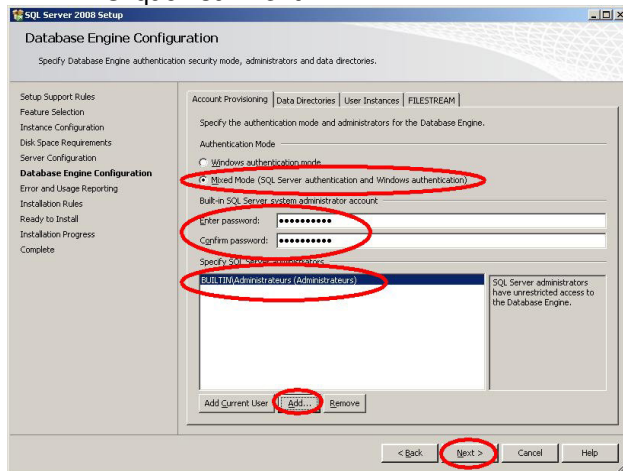 SQL Server 2008 Setup
Database Engine Configuration
Specify Database Engine authentication security mode, administrators and data directories.
Setup Support Rules
Feature Selection
Instance Configuration
Disk Space Requirements
Server Configuration
Database Engine Configuration
Error and Usage Reporting
Installation Rules
Ready to Install
Installation Progress
Complete
Account Provisioning Data Directories User Instances FILESTREAM
Specify the authentication mode and administrators for the Database Engine.
Authentication Mode
Windows authentication mode
Mixed Mode (SQL Server authentication and Windows authentication)
Built-in SQL Server system administrator account
Enter password: ●●●●●●●●●●
Confirm password: ●●●●●●●●●●
Specify SQL Server administrators
BUILTIN\Administrateurs (Administrateurs)
SQL Server administrators
have unrestricted access to
the Database Engine.
Add Current User Add... Remove
< Back Next > Cancel Help